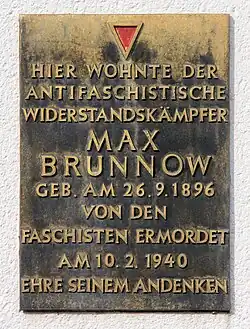 HIER WOHNTE DER
ANTIFASCHISTISCHE
WIDERSTANDSKÄMPFER
MAX
BRUNNOW
GEB. AM 26.9.1896
VON DEN
FASCHISTEN ERMORDET
AM 10.2.1940
EHRE SEINEM ANDENKEN